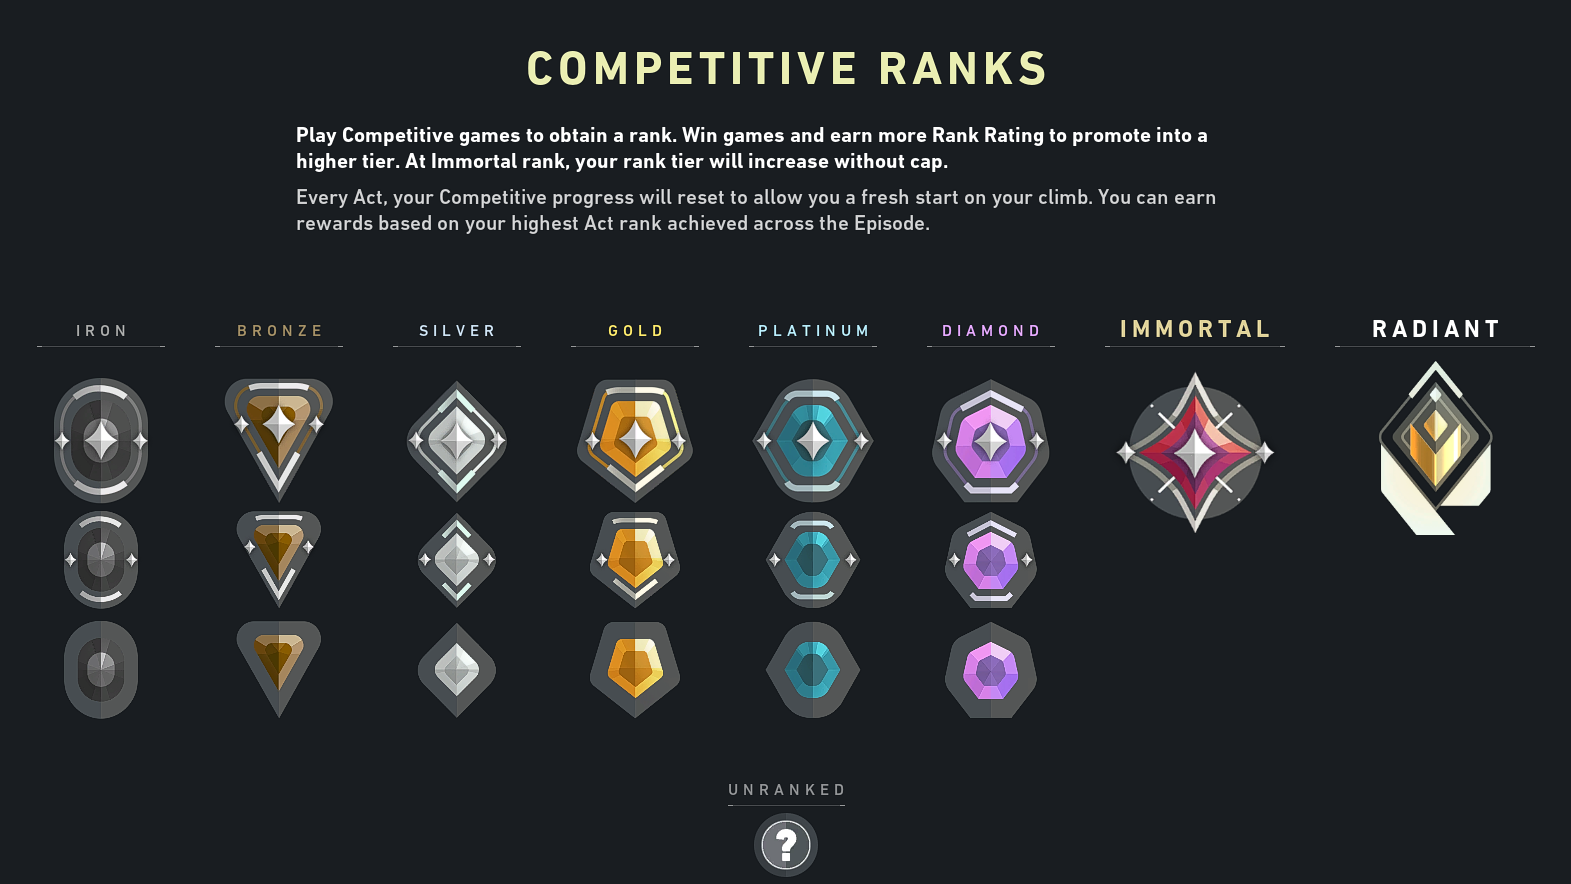 COMPETITIVE RANKS
Play Competitive games to obtain a rank. Win games and earn more Rank Rating to promote into a
higher tier. At Immortal rank, your rank tier will increase without cap.
Every Act, your Competitive progress will reset to allow you a fresh start on your climb. You can earn
rewards based on your highest Act rank achieved across the Episode.
IRON BRONZE SILVER GOLD PLATINUM DIAMOND IMMORTAL RADIANT
UNRANKED
?